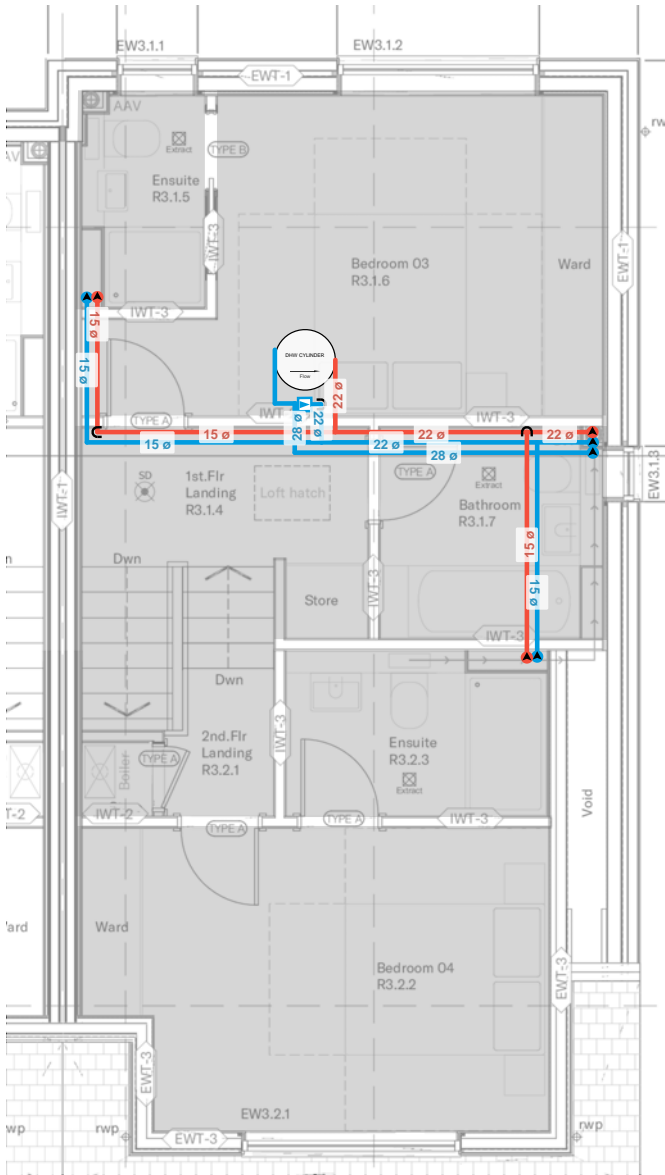 EW3.1.1
EW3.1.2
EWT-1
AAV
AV
rw
Extract
TYPE B
Ensuite
R3.1.5
IWT-3
Bedroom 03
R3.1.6
Ward
EWT-1
IWT-3
DHW CYLINDER
Flow
15 ø
15 ø
22 ø
TYPE A
IWT
IWT-3
28 ø
22 ø
15 ø
15 ø
22 ø
22 ø
22 ø
28 ø
EW3.1.3
SD
1st.Flr
Landing
R3.1.4
Loft hatch
TYPE A
Extract
Bathroom
R3.1.7
IWT-1
15 ø
15 ø
Dwn
IWT-3
Store
IWT-3
Dwn
2nd.Flr
Landing
R3.2.1
IWT-3
Ensuite
R3.2.3
Extract
TYPE A
Boiler
Void
T-2
IWT-2
TYPE A
TYPE A
IWT-3
ard
Ward
Bedroom 04
R3.2.2
EWT-3
EWT-3
EW3.2.1
wp
rwp
EWT-3
rwp